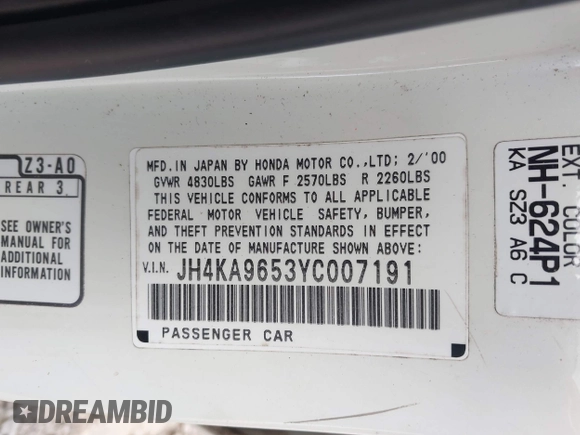 Z3-A0
REAR 3.
SEE OWNER'S
MANUAL FOR
ADDITIONAL
INFORMATION
MFD.IN JAPAN BY HONDA MOTOR CO.,LTD; 2/'00
GVWR 4830LBS GAWR F 2570LBS R 2260LBS
THIS VEHICLE CONFORMS TO ALL APPLICABLE
FEDERAL MOTOR VEHICLE SAFETY, BUMPER,
AND THEFT PREVENTION STANDARDS IN EFFECT
ON THE DATE OF MANUFACTURE SHOWN ABOVE:
V.I.N. JH4KA9653YC007191
PASSENGER CAR
EXT. COLOR
NH-624P1
KA SZ3 A6 C
DREAMBID